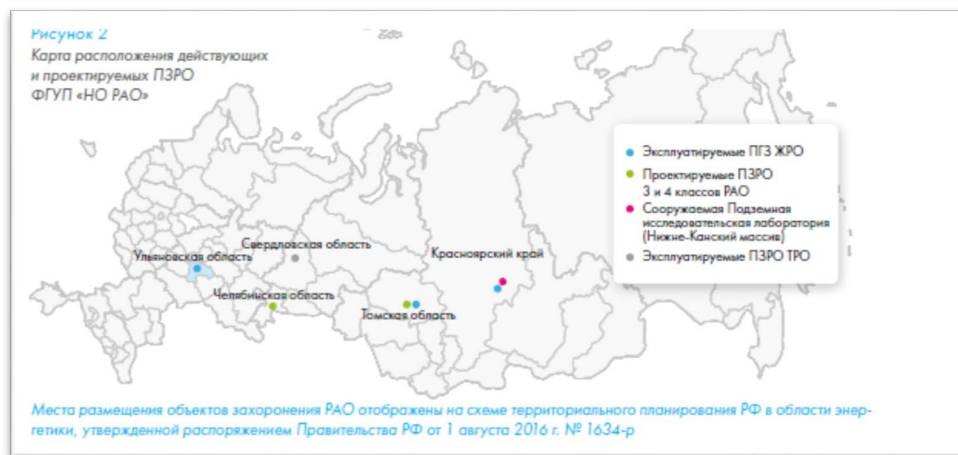 Рисунок 2
Карта расположения действующих
и проектируемых ПЗРО
ФГУП «НО РАО»
Эксплуатируемые ПГЗ ЖРО
Проектируемые ПЗРО
3 и 4 классов РАО
Сооружаемая Подземная
исследовательская лаборатория
(Нижне-Канский массив)
Эксплуатируемые ПЗРО ТРО
Свердловская область
Ульяновская область
Красноярский край
Челябинская область
Томская область
Места размещения объектов захоронения РАО отображены на схеме территориального планирования РФ в области энер-
гетики, утвержденной распоряжением Правительства РФ от 1 августа 2016 г. № 1634-р